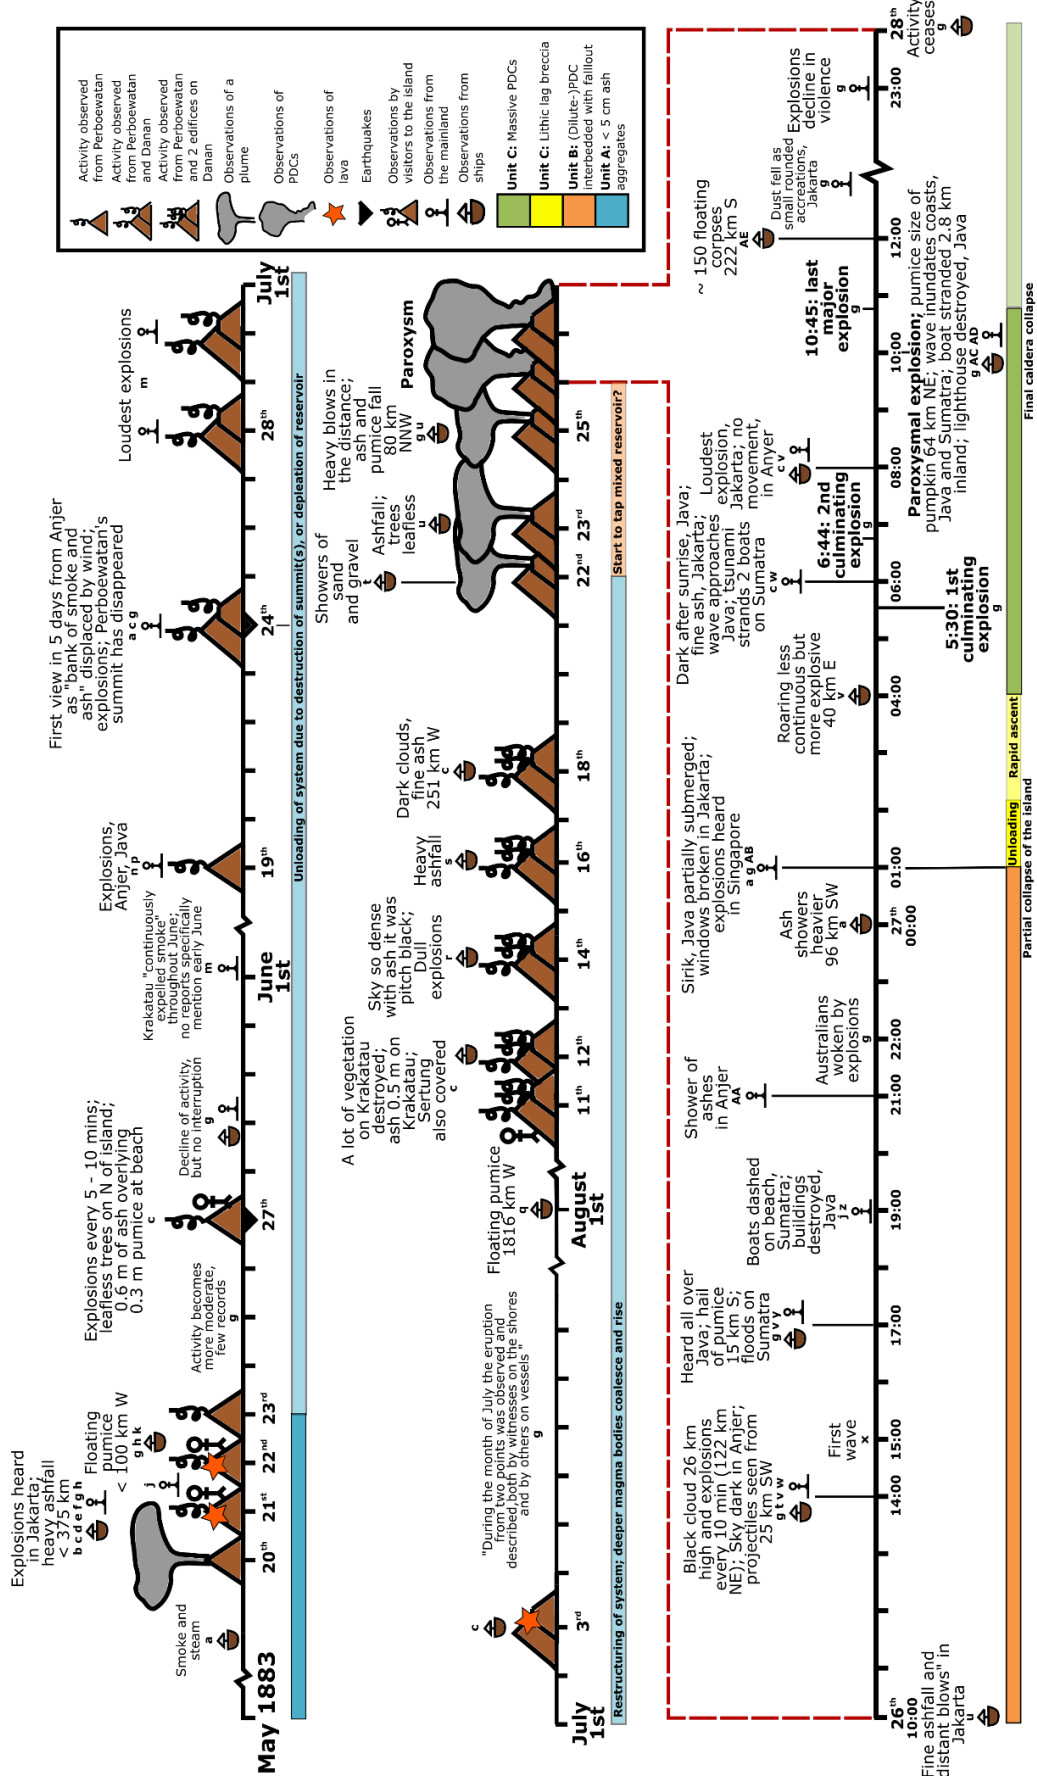 Activity observed
from Perboewatan
Activity observed
from Perboewatan
and Danan
Activity observed
from Perboewatan
and 2 edifices on
Danan
Observations of a
plume
Observations of
PDCs
Observations of
lava
Earthquakes
Observations by
visitors to the island
Observations from
the mainland
Observations from
ships
Unit C: Massive PDCs
Unit C: Lithic lag breccia
Unit B: (Dilute-)PDC
interbedded with falllout
Unit A: < 5 cm ash
aggregates
May 1883
Smoke and
steam
a
20th
Explosions heard
in Jakarta;
heavy ashfall
< 375 km
b c d e f g h
21st
j
Floating
pumice
< 100 km W
g h k
22nd
23rd
Activity becomes
more moderate,
few records
g
Explosions every 5 - 10 mins;
leafless trees on N of island;
0.6 m of ash overlying
0.3 m pumice at beach
c
27th
Decline of activity,
but no interruption
g
June
1st
Krakatau "continuously
expelled smoke"
throughout June;
no reports specifically
mention early June
m
Explosions,
Anjer, Java
n p
19th
First view in 5 days from Anjer
as "bank of smoke and
ash" displaced by wind;
explosions; Perboewatan's
summit has disappeared
a c g
24th
Loudest explosions
m
28th
July
1st
Unloading of system due to destruction of summit(s), or depleation of reservoir
July
1st
c
3rd
"During the month of July the eruption
from two points was observed and
described,both by witnesses on the shores
and by others on vessels"
g
Floating pumice
1816 km W
q
August
1st
A lot of vegetation
on Krakatau
destroyed;
ash 0.5 m on
Krakatau;
Sertung
also covered
c
11th
12th
Sky so dense
with ash it was
pitch black;
Dull
explosions
r
14th
Heavy
ashfall
s
16th
Dark clouds,
fine ash
251 km W
c
18th
Showers of
sand
and gravel
t
22nd
Ashfall;
trees
leafless
u
23rd
Heavy blows in
the distance;
ash and
pumice fall
80 km
NNW
g u
25th
Paroxysm
Restructuring of system; deeper magma bodies coalesce and rise
Start to tap mixed reservoir?
26th
10:00
Fine ashfall and
distant blows" in
Jakarta
u
Black cloud 26 km
high and explosions
every 10 min (122 km
NE); Sky dark in Anjer;
projectiles seen from
25 km SW
g t v w
14:00
First
wave
x
15:00
Heard all over
Java; hail
of pumice
15 km S;
floods on
Sumatra
g v y
17:00
Boats dashed
on beach,
Sumatra;
buildings
destroyed,
Java
j z
19:00
Shower of
ashes
in Anjer
AA
21:00
Australians
woken by
explosions
g
22:00
Ash
showers
heavier
96 km SW
a
27th
00:00
Sirik, Java partially submerged;
windows broken in Jakarta;
explosions heard
in Singapore
a g AB
01:00
Roaring less
continuous but
more explosive
40 km E
v
04:00
5:30: 1st
culminating
explosion
g
Dark after sunrise, Java;
fine ash, Jakarta;
wave approaches
Java; tsunami
strands 2 boats
on Sumatra
c w
06:00
6:44: 2nd
culminating
explosion
g
Loudest
explosion,
Jakarta; no
movement,
in Anyer
c v
08:00
Paroxysmal explosion; pumice size of
pumpkin 64 km NE; wave inundates coasts,
Java and Sumatra; boat stranded 2.8 km
inland; lighthouse destroyed, Java
g AC AD
10:00
10:45: last
major
explosion
g
~ 150 floating
corpses
222 km S
AE
12:00
Dust fell as
small rounded
accreations,
Jakarta
g
Explosions
decline in
violence
g
23:00
28th
Activity
ceases
g
Unloading
Rapid ascent
Partial collapse of the island
Final caldera collapse